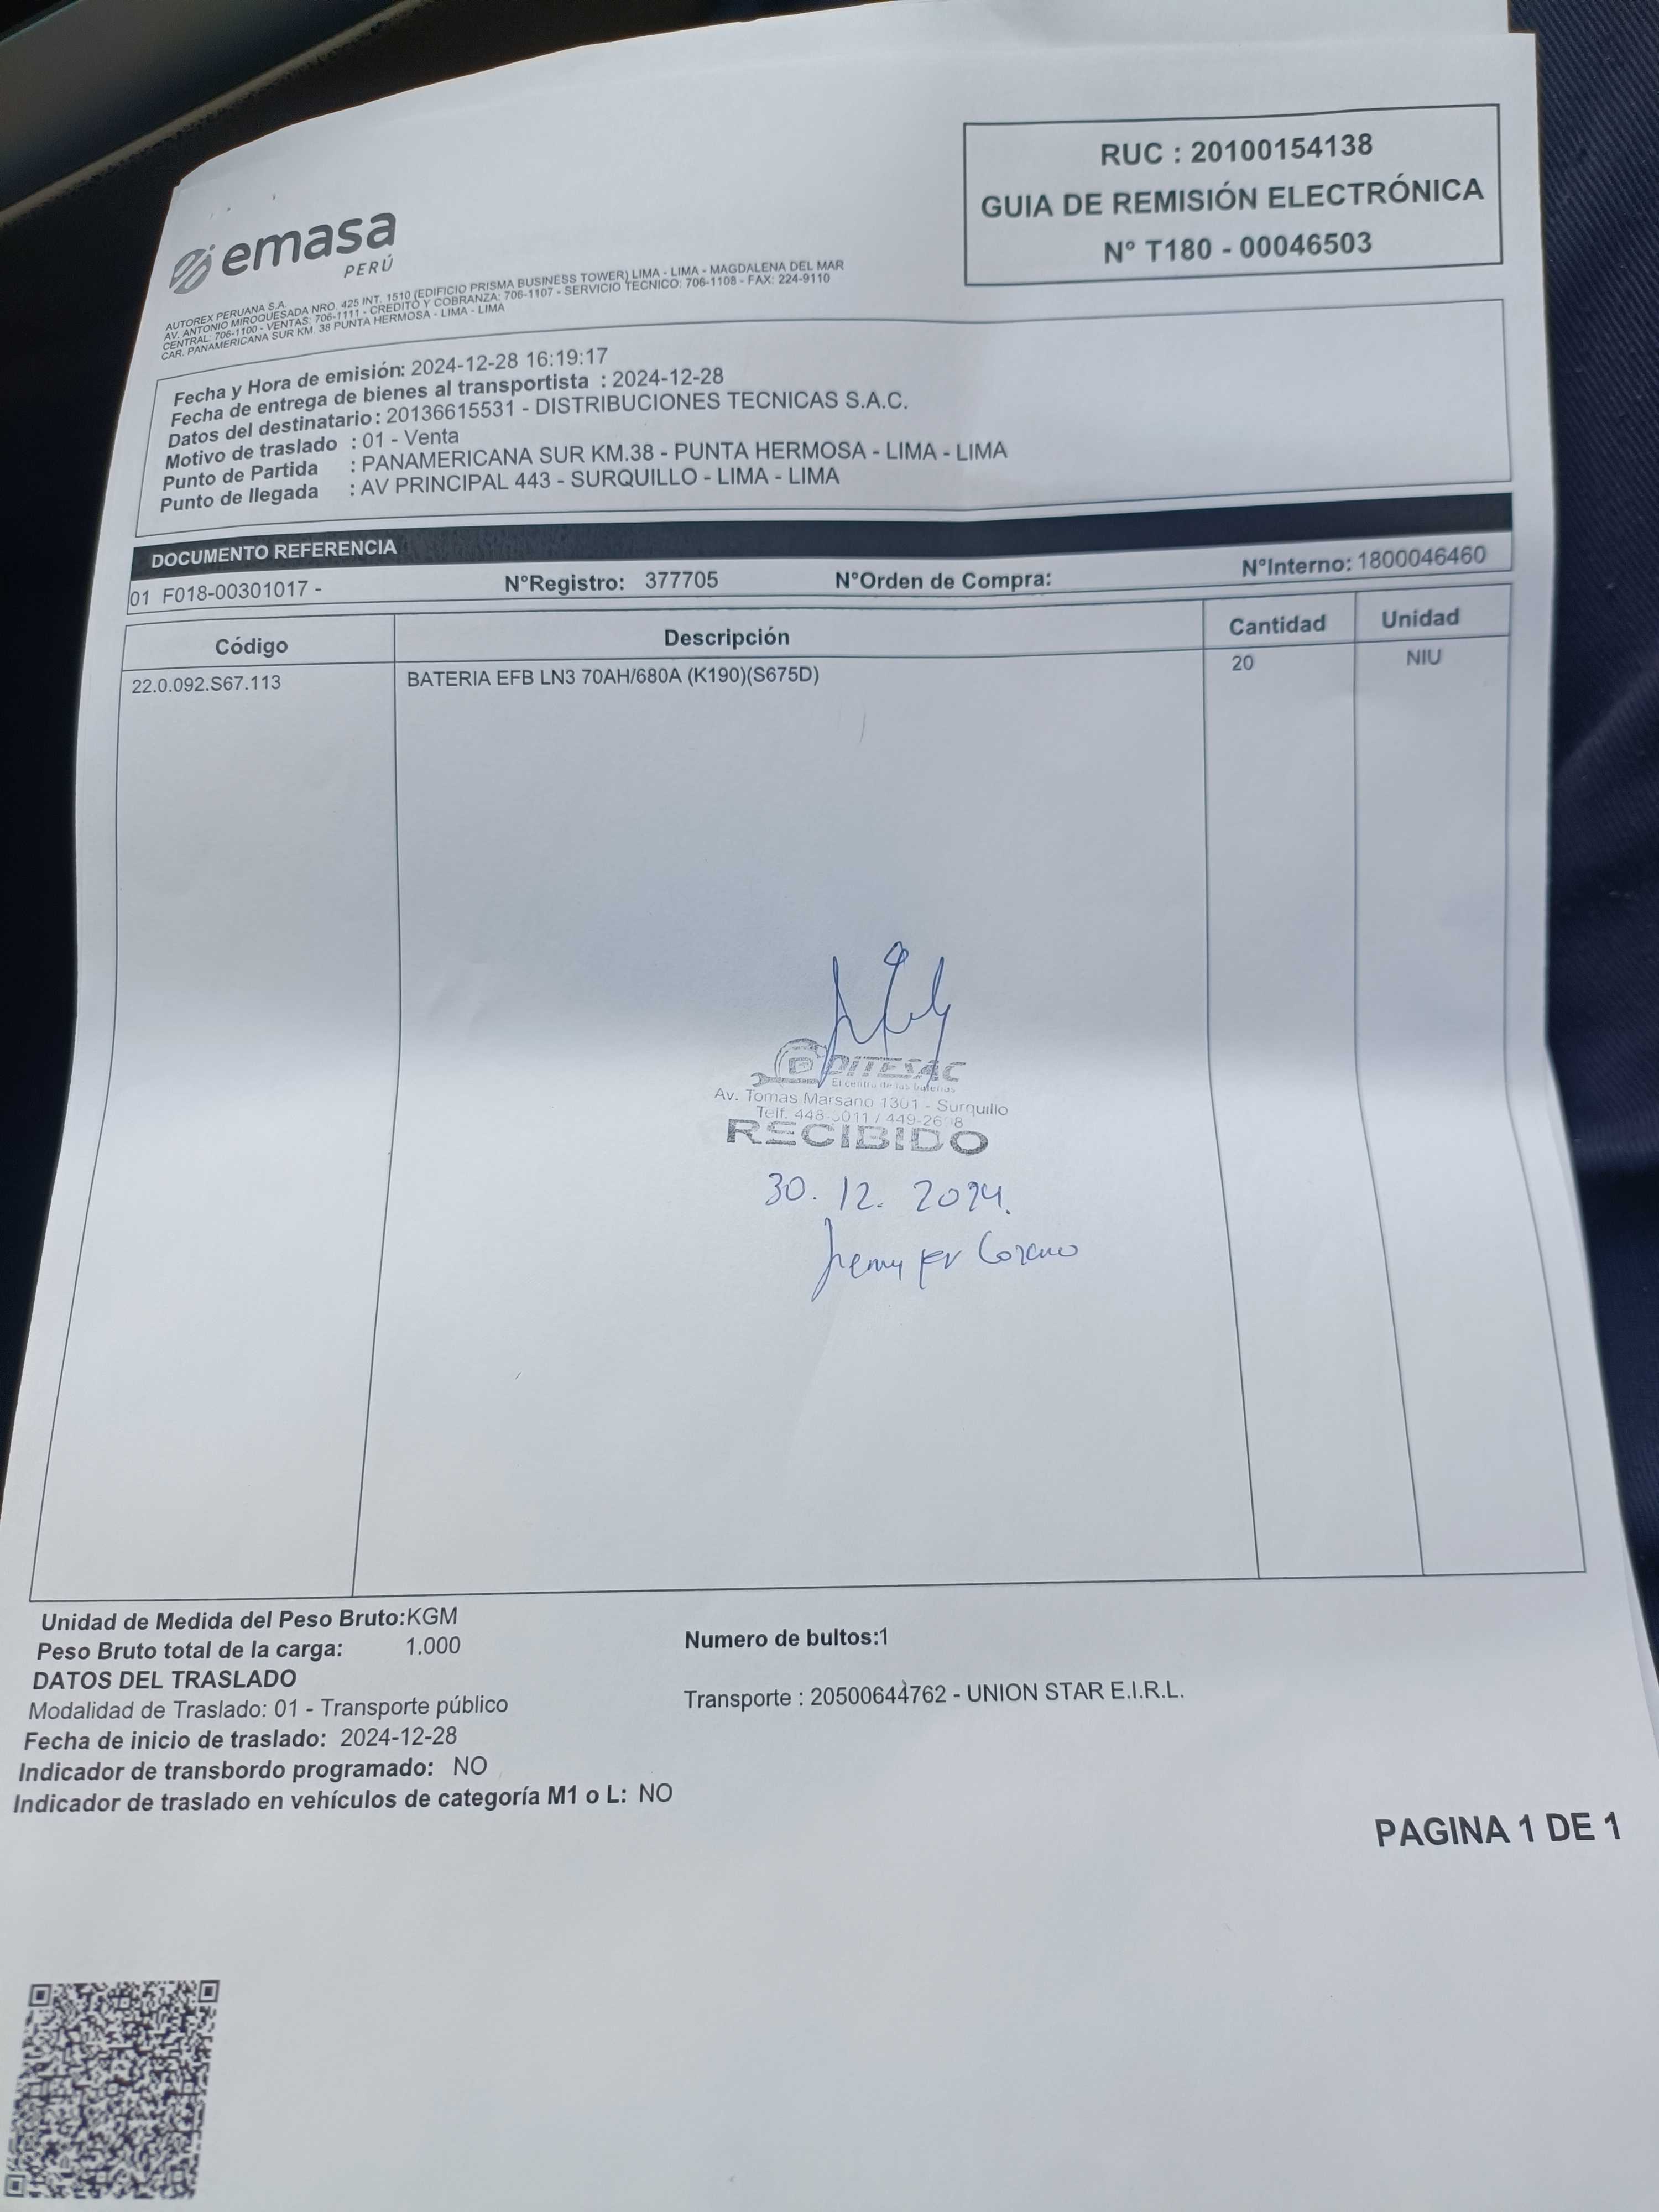 RUC : 20100154138
GUIA DE REMISIÓN ELECTRÓNICA
N° T180 - 00046503
emasa
PERÚ
AUTOREX PERUANA S.A.
AV. ANTONIO MIROQUESADA NRO. 425 INT. 1510 (EDIFICIO PRISMA BUSINESS TOWER) LIMA - LIMA - MAGDALENA DEL MAR
CENTRAL: 706-1100 - VENTAS: 706-1111 - CREDITO Y COBRANZA: 706-1107 - SERVICIO TECNICO: 706-1108 - FAX: 224-9110
CAR. PANAMERICANA SUR KM. 38 PUNTA HERMOSA - LIMA - LIMA
Fecha y Hora de emisión: 2024-12-28 16:19:17
Fecha de entrega de bienes al transportista : 2024-12-28
Datos del destinatario : 20136615531 - DISTRIBUCIONES TECNICAS S.A.C.
Motivo de traslado : 01 - Venta
Punto de Partida : PANAMERICANA SUR KM.38 - PUNTA HERMOSA - LIMA - LIMA
Punto de llegada : AV PRINCIPAL 443 - SURQUILLO - LIMA - LIMA
DOCUMENTO REFERENCIA
01 F018-00301017 - N°Registro: 377705 N°Orden de Compra: N°Interno: 1800046460
Código Descripción Cantidad Unidad
22.0.092.S67.113 BATERIA EFB LN3 70AH/680A (K190)(S675D) 20 NIU
DITESAC
El centro de las baterias
Av. Tomas Marsano 1301 - Surquillo
Telf.
RECIBIDO
30. 12. 2024.
Unidad de Medida del Peso Bruto:KGM
Peso Bruto total de la carga: 1.000
Numero de bultos:1
DATOS DEL TRASLADO
Modalidad de Traslado: 01 - Transporte público
Transporte : 20500644762 - UNION STAR E.I.R.L.
Fecha de inicio de traslado: 2024-12-28
Indicador de transbordo programado: NO
Indicador de traslado en vehículos de categoría M1 o L: NO
PAGINA 1 DE 1